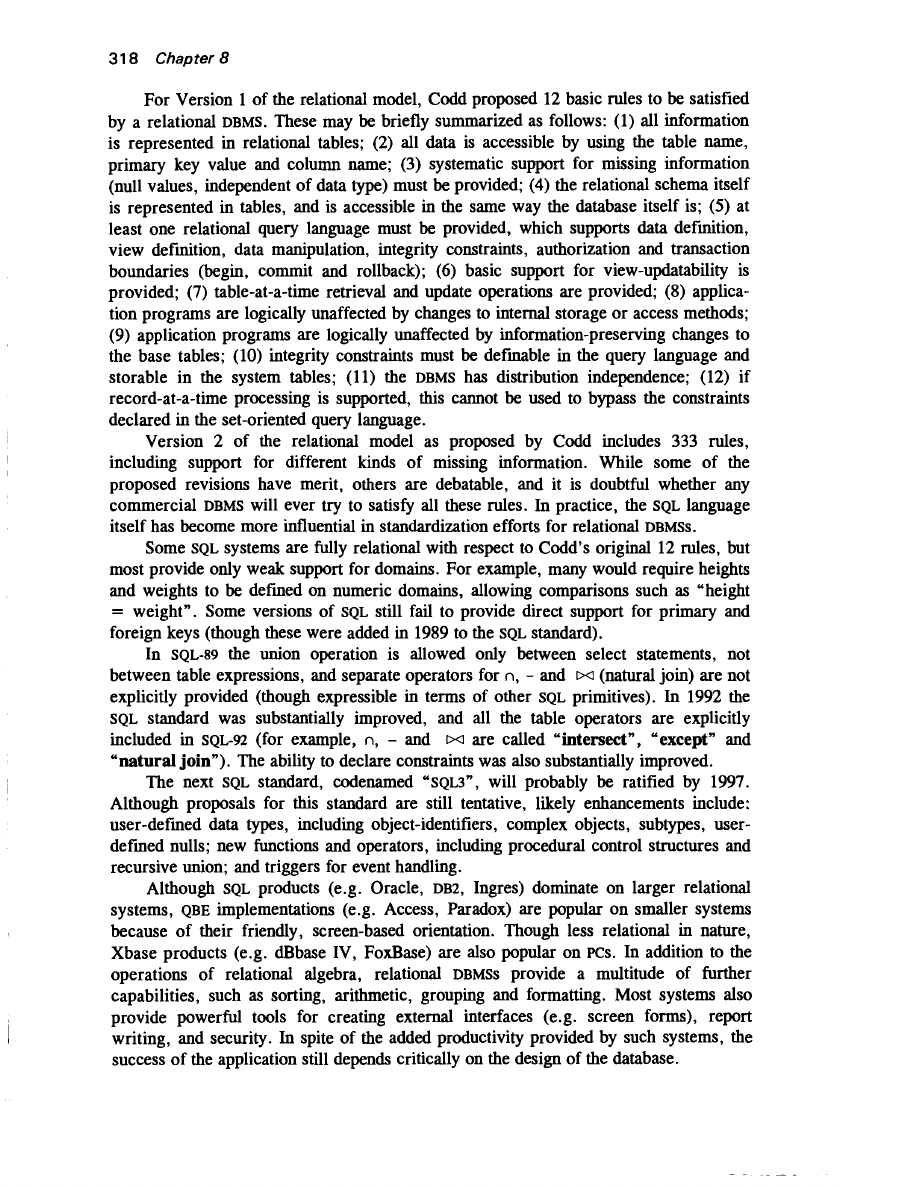 318 Chapter 8
For Version 1 of the relational model, Codd proposed 12 basic rules to be satisfied
by a relational DBMS. These may be briefly summarized as follows: (1) all information
is represented in relational tables; (2) all data is accessible by using the table name,
primary key value and column name; (3) systematic support for missing information
(null values, independent of data type) must be provided; (4) the relational schema itself
is represented in tables, and is accessible in the same way the database itself is; (5) at
least one relational query language must be provided, which supports data definition,
view definition, data manipulation, integrity constraints, authorization and transaction
boundaries (begin, commit and rollback); (6) basic support for view-updatability is
provided; (7) table-at-a-time retrieval and update operations are provided; (8) applica-
tion programs are logically unaffected by changes to internal storage or access methods;
(9) application programs are logically unaffected by information-preserving changes to
the base tables; (10) integrity constraints must be definable in the query language and
storable in the system tables; (11) the DBMS has distribution independence; (12) if
record-at-a-time processing is supported, this cannot be used to bypass the constraints
declared in the set-oriented query language.
Version 2 of the relational model as proposed by Codd includes 333 rules,
including support for different kinds of missing information. While some of the
proposed revisions have merit, others are debatable, and it is doubtful whether any
commercial DBMS will ever try to satisfy all these rules. In practice, the SQL language
itself has become more influential in standardization efforts for relational DBMSs.
Some SQL systems are fully relational with respect to Codd's original 12 rules, but
most provide only weak support for domains. For example, many would require heights
and weights to be defined on numeric domains, allowing comparisons such as "height
= weight". Some versions of SQL still fail to provide direct support for primary and
foreign keys (though these were added in 1989 to the SQL standard).
In SQL-89 the union operation is allowed only between select statements, not
between table expressions, and separate operators for ∩, - and ⋈ (natural join) are not
explicitly provided (though expressible in terms of other SQL primitives). In 1992 the
SQL standard was substantially improved, and all the table operators are explicitly
included in SQL-92 (for example, ∩, - and ⋈ are called "intersect", "except" and
"natural join"). The ability to declare constraints was also substantially improved.
The next SQL standard, codenamed "SQL3", will probably be ratified by 1997.
Although proposals for this standard are still tentative, likely enhancements include:
user-defined data types, including object-identifiers, complex objects, subtypes, user-
defined nulls; new functions and operators, including procedural control structures and
recursive union; and triggers for event handling.
Although SQL products (e.g. Oracle, DB2, Ingres) dominate on larger relational
systems, QBE implementations (e.g. Access, Paradox) are popular on smaller systems
because of their friendly, screen-based orientation. Though less relational in nature,
Xbase products (e.g. dBbase IV, FoxBase) are also popular on PCs. In addition to the
operations of relational algebra, relational DBMSs provide a multitude of further
capabilities, such as sorting, arithmetic, grouping and formatting. Most systems also
provide powerful tools for creating external interfaces (e.g. screen forms), report
writing, and security. In spite of the added productivity provided by such systems, the
success of the application still depends critically on the design of the database.